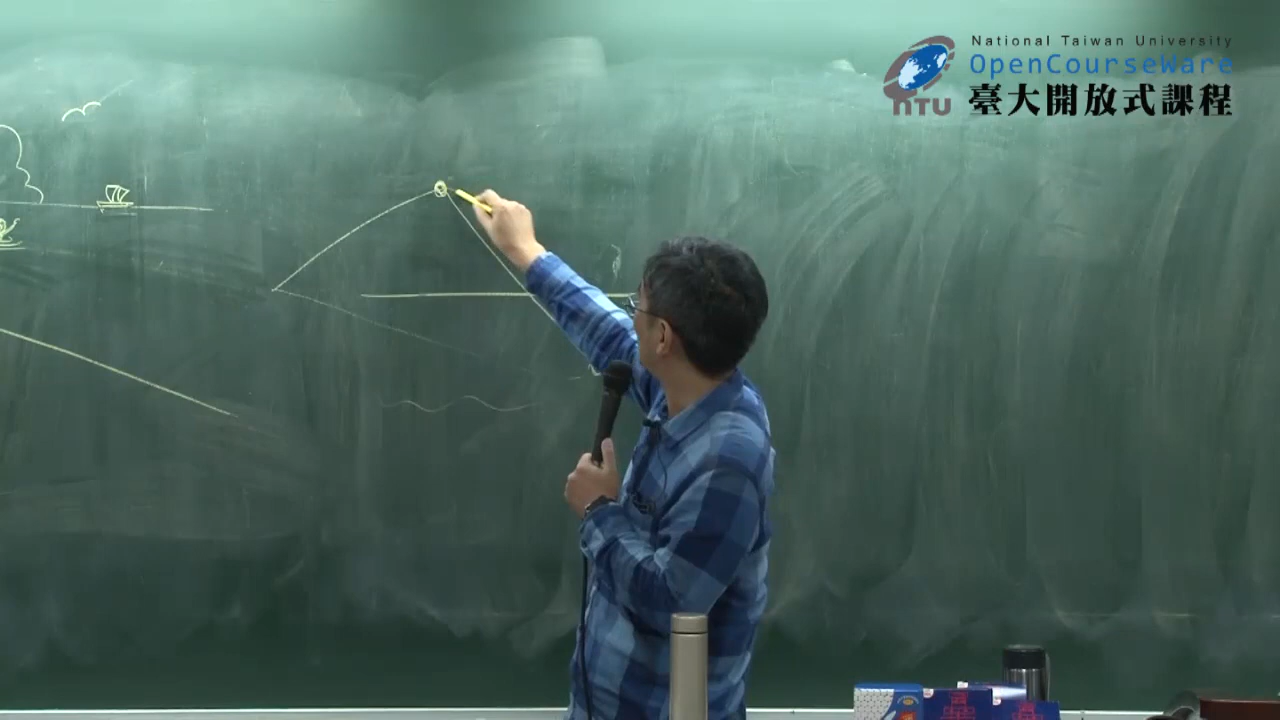 National Taiwan University
OpenCourseWare
NTU
臺大開放式課程